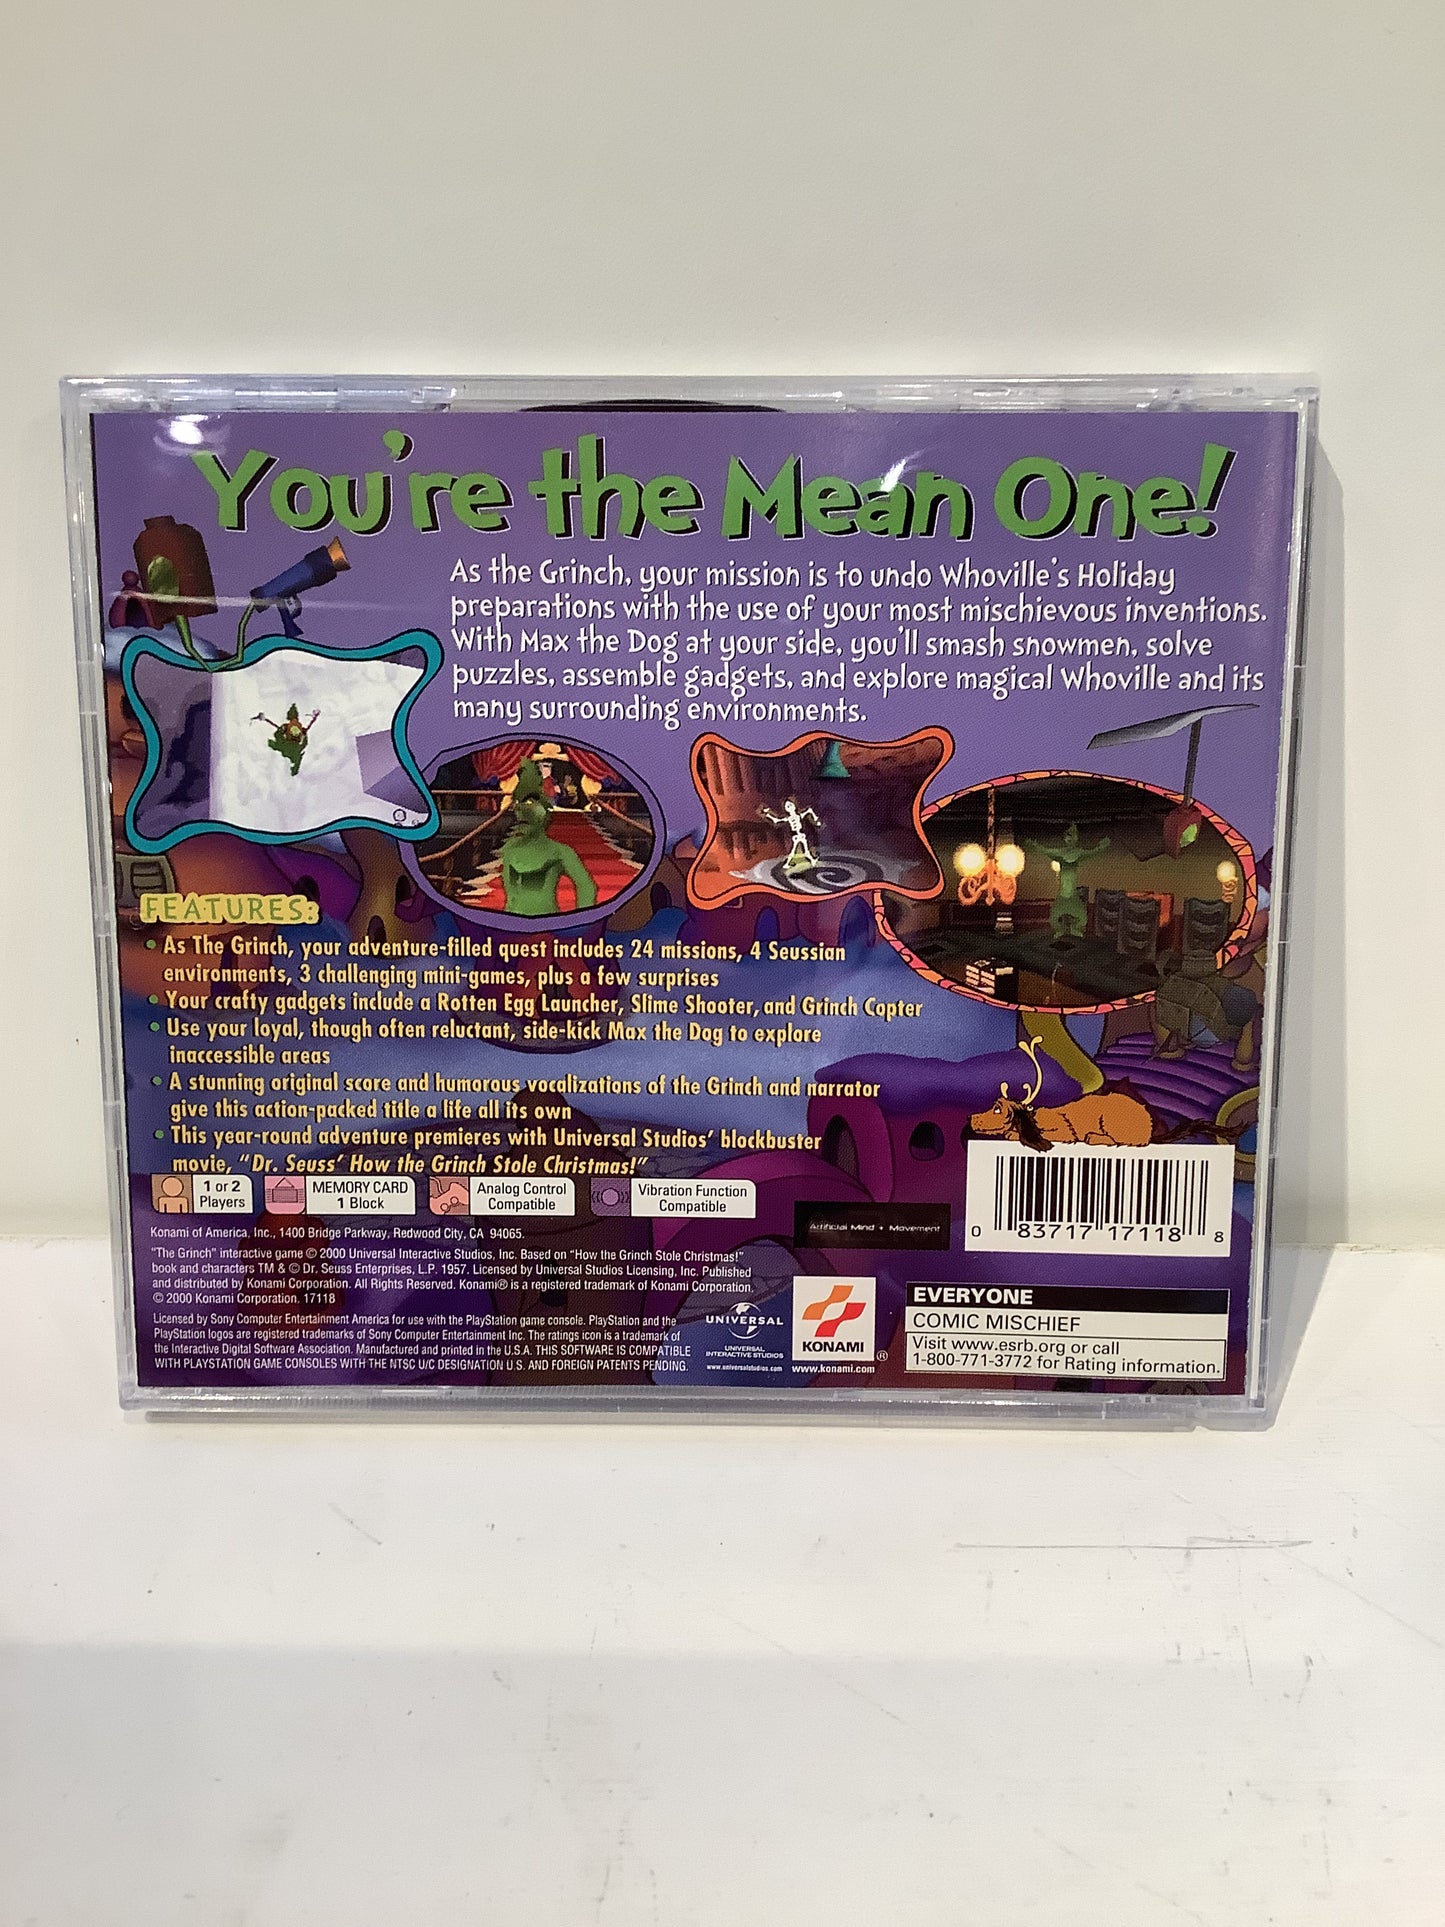 You're the Mean One!
As the Grinch, your mission is to undo Whoville's Holiday
preparations with the use of your most mischievous inventions.
With Max the Dog at your side, you'll smash snowmen, solve
puzzles, assemble gadgets, and explore magical Whoville and its
many surrounding environments.
FEATURES:
• As The Grinch, your adventure-filled quest includes 24 missions, 4 Seussian
environments, 3 challenging mini-games, plus a few surprises
• Your crafty gadgets include a Rotten Egg Launcher, Slime Shooter, and Grinch Copter
• Use your loyal, though often reluctant, side-kick Max the Dog to explore
inaccessible areas
• A stunning original score and humorous vocalizations of the Grinch and narrator
give this action-packed title a life all its own
• This year-round adventure premieres with Universal Studios' blockbuster
movie, "Dr. Seuss' How the Grinch Stole Christmas!"
1 or 2
Players
MEMORY CARD
1 Block
Analog Control
Compatible
Vibration Function
Compatible
Konami of America, Inc., 1400 Bridge Parkway, Redwood City, CA 94065.
"The Grinch" interactive game © 2000 Universal Interactive Studios, Inc. Based on "How the Grinch Stole Christmas!"
book and characters TM & © Dr. Seuss Enterprises, L.P. 1957. Licensed by Universal Studios Licensing, Inc. Published
and distributed by Konami Corporation. All Rights Reserved. Konami® is a registered trademark of Konami Corporation.
© 2000 Konami Corporation. 17118
Licensed by Sony Computer Entertainment America for use with the PlayStation game console. PlayStation and the
PlayStation logos are registered trademarks of Sony Computer Entertainment Inc. The ratings icon is a trademark of
the Interactive Digital Software Association. Manufactured and printed in the U.S.A. THIS SOFTWARE IS COMPATIBLE
WITH PLAYSTATION GAME CONSOLES WITH THE NTSC U/C DESIGNATION U.S. AND FOREIGN PATENTS PENDING.
Artificial Mind + Movement
0 83717 17118 8
UNIVERSAL
UNIVERSAL
INTERACTIVE STUDIOS
www.universalstudios.com
KONAMI ®
www.konami.com
EVERYONE
COMIC MISCHIEF
Visit www.esrb.org or call
1-800-771-3772 for Rating information.